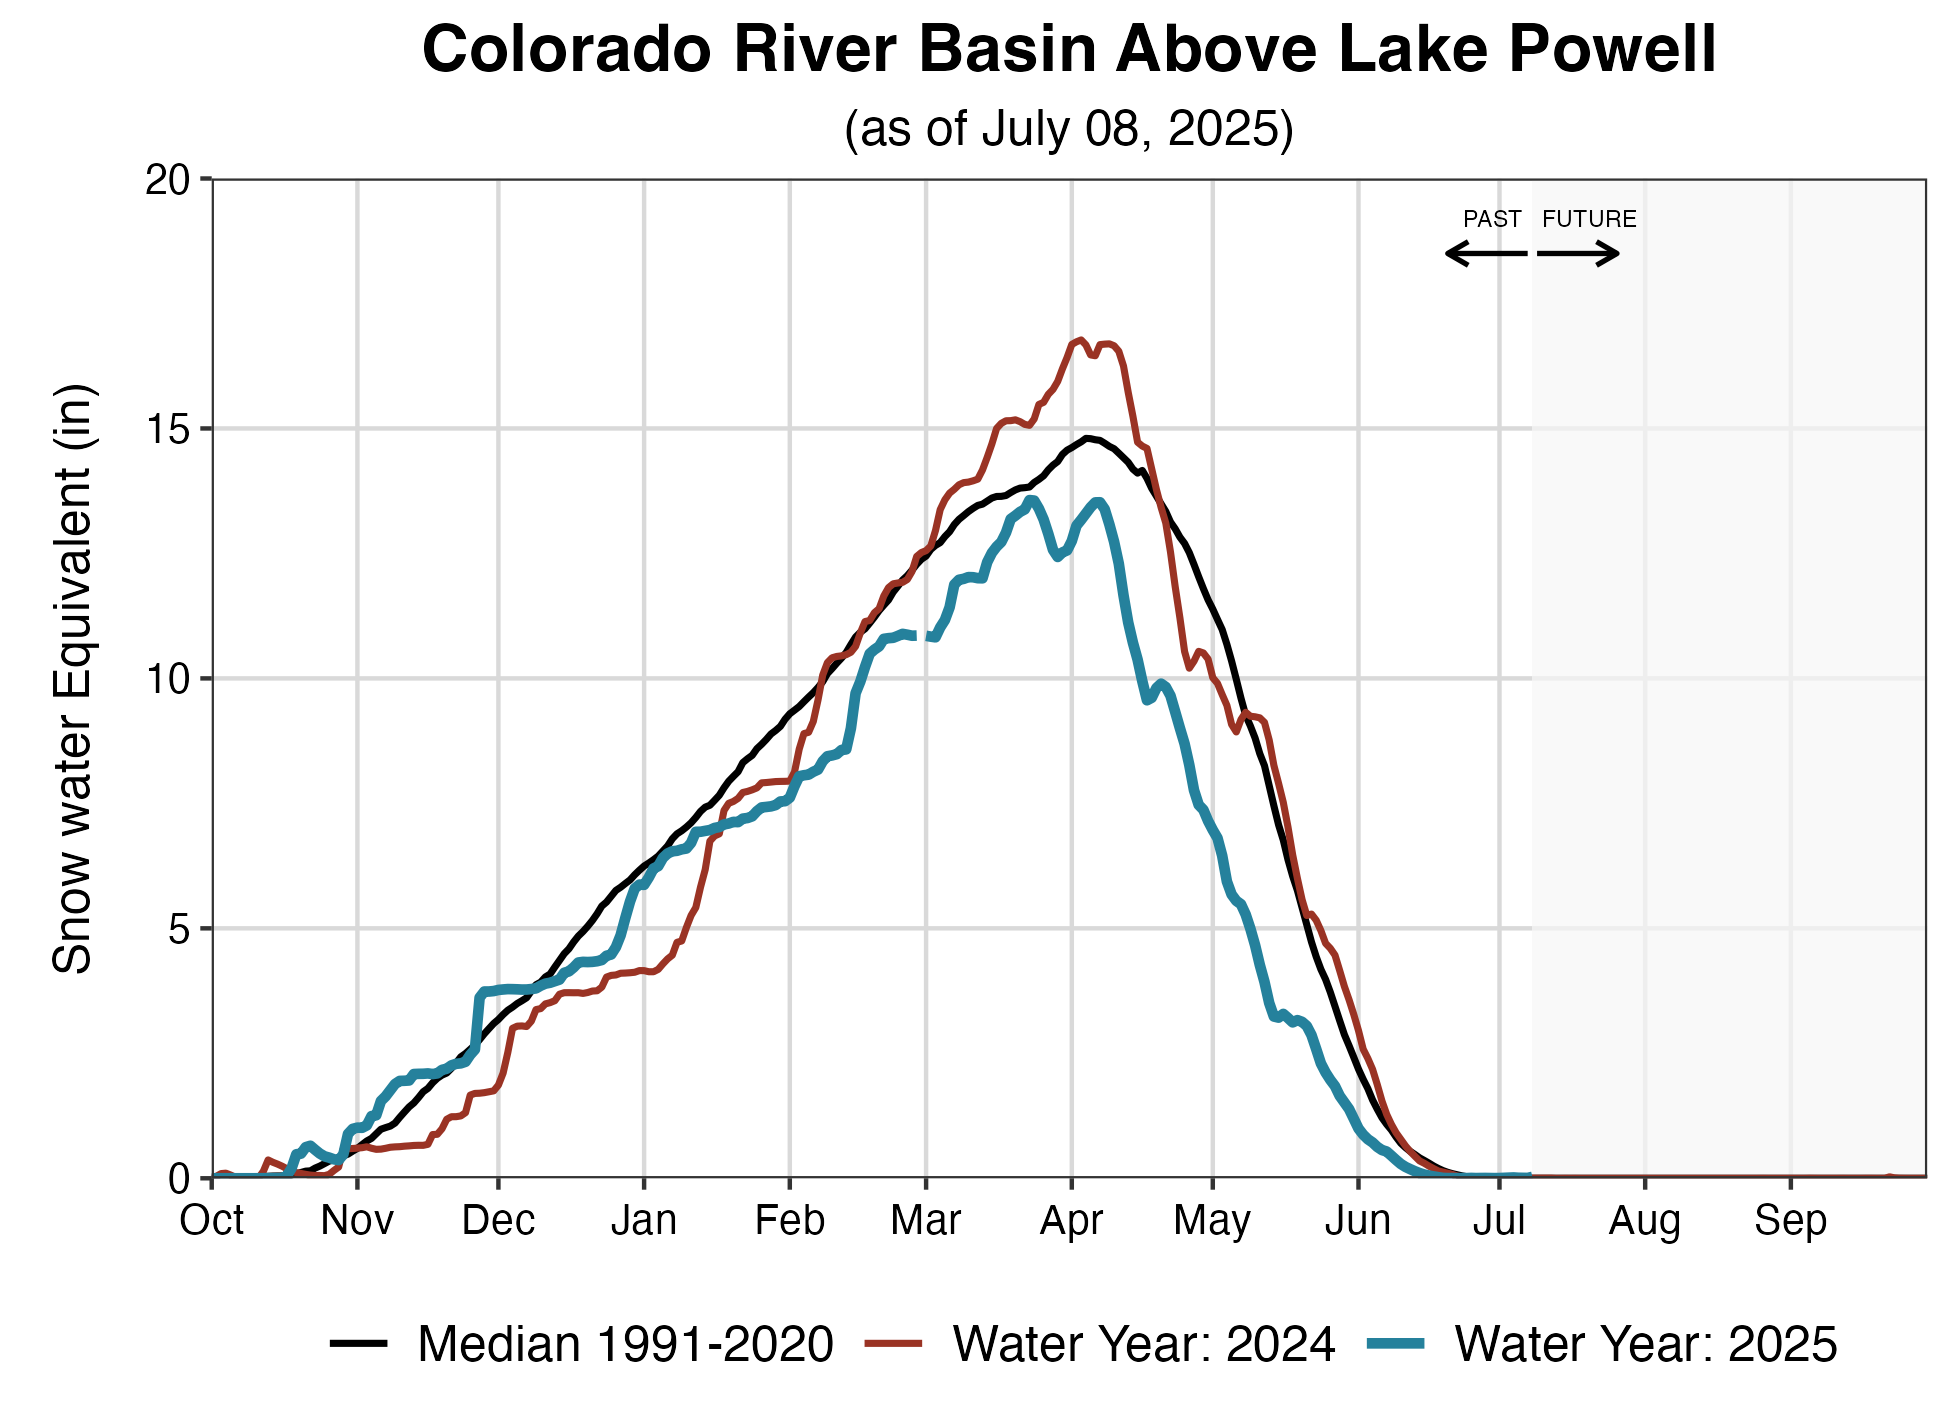 Colorado River Basin Above Lake Powell
(as of July 08, 2025)
20
PAST FUTURE
15
Snow water Equivalent (in)
10
5
0
Oct Nov Dec Jan Feb Mar Apr May Jun Jul Aug Sep
Median 1991-2020 Water Year: 2024 Water Year: 2025